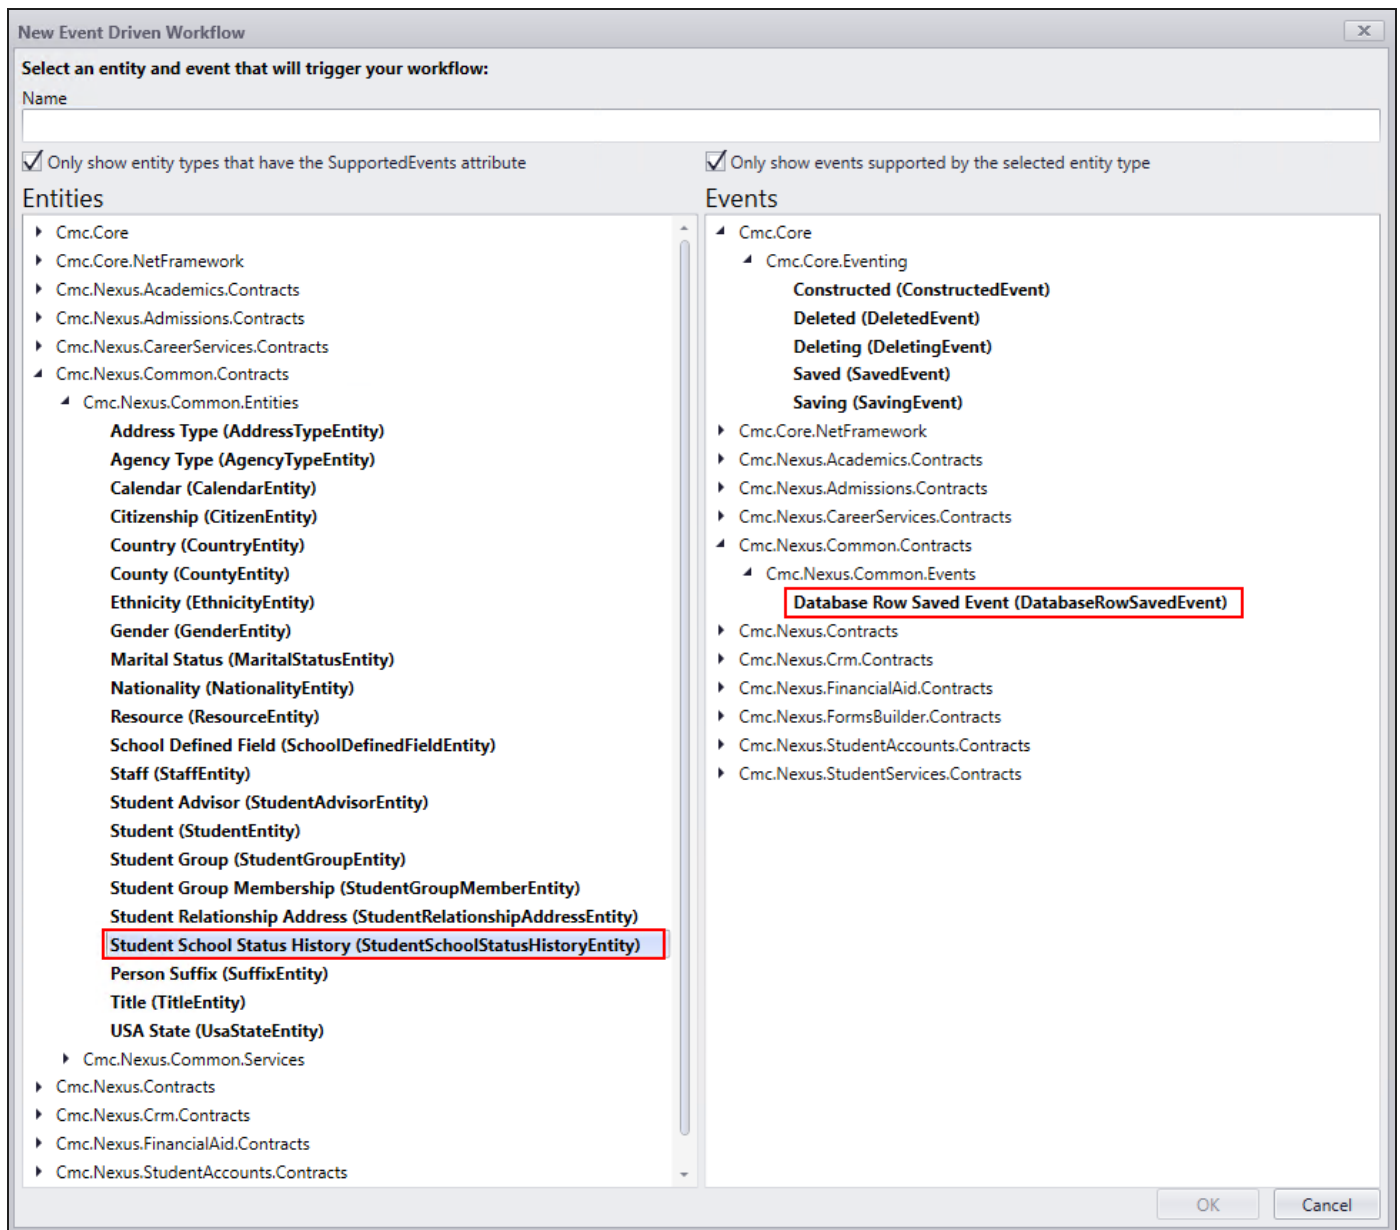 New Event Driven Workflow
Select an entity and event that will trigger your workflow:
Name
Only show entity types that have the SupportedEvents attribute
Only show events supported by the selected entity type
Entities
Cmc.Core
Cmc.Core.NetFramework
Cmc.Nexus.Academics.Contracts
Cmc.Nexus.Admissions.Contracts
Cmc.Nexus.CareerServices.Contracts
Cmc.Nexus.Common.Contracts
Cmc.Nexus.Common.Entities
Address Type (AddressTypeEntity)
Agency Type (AgencyTypeEntity)
Calendar (CalendarEntity)
Citizenship (CitizenEntity)
Country (CountryEntity)
County (CountyEntity)
Ethnicity (EthnicityEntity)
Gender (GenderEntity)
Marital Status (MaritalStatusEntity)
Nationality (NationalityEntity)
Resource (ResourceEntity)
School Defined Field (SchoolDefinedFieldEntity)
Staff (StaffEntity)
Student Advisor (StudentAdvisorEntity)
Student (StudentEntity)
Student Group (StudentGroupEntity)
Student Group Membership (StudentGroupMemberEntity)
Student Relationship Address (StudentRelationshipAddressEntity)
Student School Status History (StudentSchoolStatusHistoryEntity)
Person Suffix (SuffixEntity)
Title (TitleEntity)
USA State (UsaStateEntity)
Cmc.Nexus.Common.Services
Cmc.Nexus.Contracts
Cmc.Nexus.Crm.Contracts
Cmc.Nexus.FinancialAid.Contracts
Cmc.Nexus.StudentAccounts.Contracts
Events
Cmc.Core
Cmc.Core.Eventing
Constructed (ConstructedEvent)
Deleted (DeletedEvent)
Deleting (DeletingEvent)
Saved (SavedEvent)
Saving (SavingEvent)
Cmc.Core.NetFramework
Cmc.Nexus.Academics.Contracts
Cmc.Nexus.Admissions.Contracts
Cmc.Nexus.CareerServices.Contracts
Cmc.Nexus.Common.Contracts
Cmc.Nexus.Common.Events
Database Row Saved Event (DatabaseRowSavedEvent)
Cmc.Nexus.Contracts
Cmc.Nexus.Crm.Contracts
Cmc.Nexus.FinancialAid.Contracts
Cmc.Nexus.FormsBuilder.Contracts
Cmc.Nexus.StudentAccounts.Contracts
Cmc.Nexus.StudentServices.Contracts
OK
Cancel